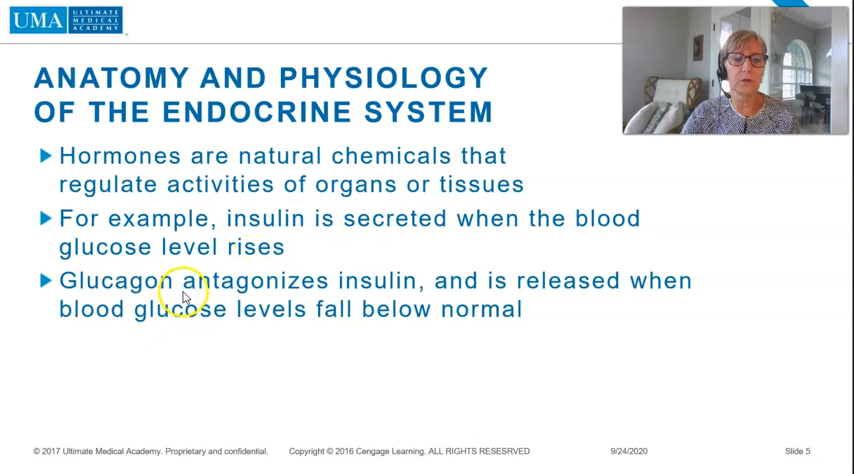 UMA ULTIMATE
MEDICAL
ACADEMY
ANATOMY AND PHYSIOLOGY
OF THE ENDOCRINE SYSTEM
Hormones are natural chemicals that
regulate activities of organs or tissues
For example, insulin is secreted when the blood
glucose level rises
Glucagon antagonizes insulin, and is released when
blood glucose levels fall below normal
© 2017 Ultimate Medical Academy. Proprietary and confidential. Copyright © 2016 Cengage Learning. ALL RIGHTS RESESRVED 9/24/2020 Slide 5